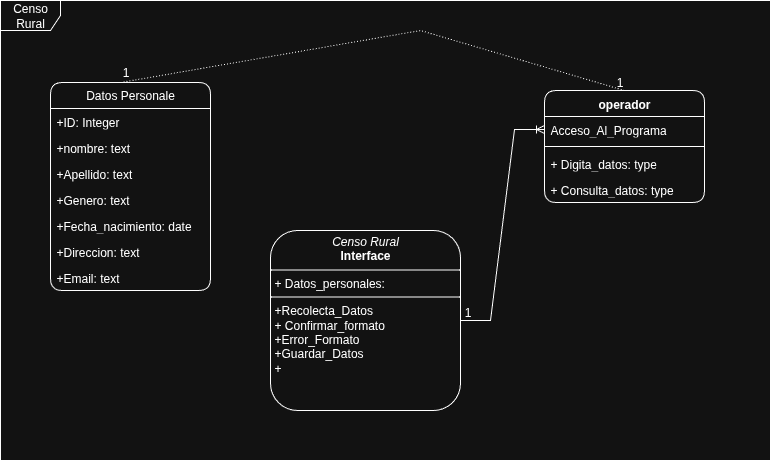 Censo
Rural
1
Datos Personale
+ID: Integer
+nombre: text
+Apellido: text
+Genero: text
+Fecha_nacimiento: date
+Direccion: text
+Email: text
1
operador
Acceso_Al_Programa
+ Digita_datos: type
+ Consulta_datos: type
Censo Rural
Interface
+ Datos_personales:
+Recolecta_Datos
+ Confirmar_formato
+Error_Formato
+Guardar_Datos
+
1